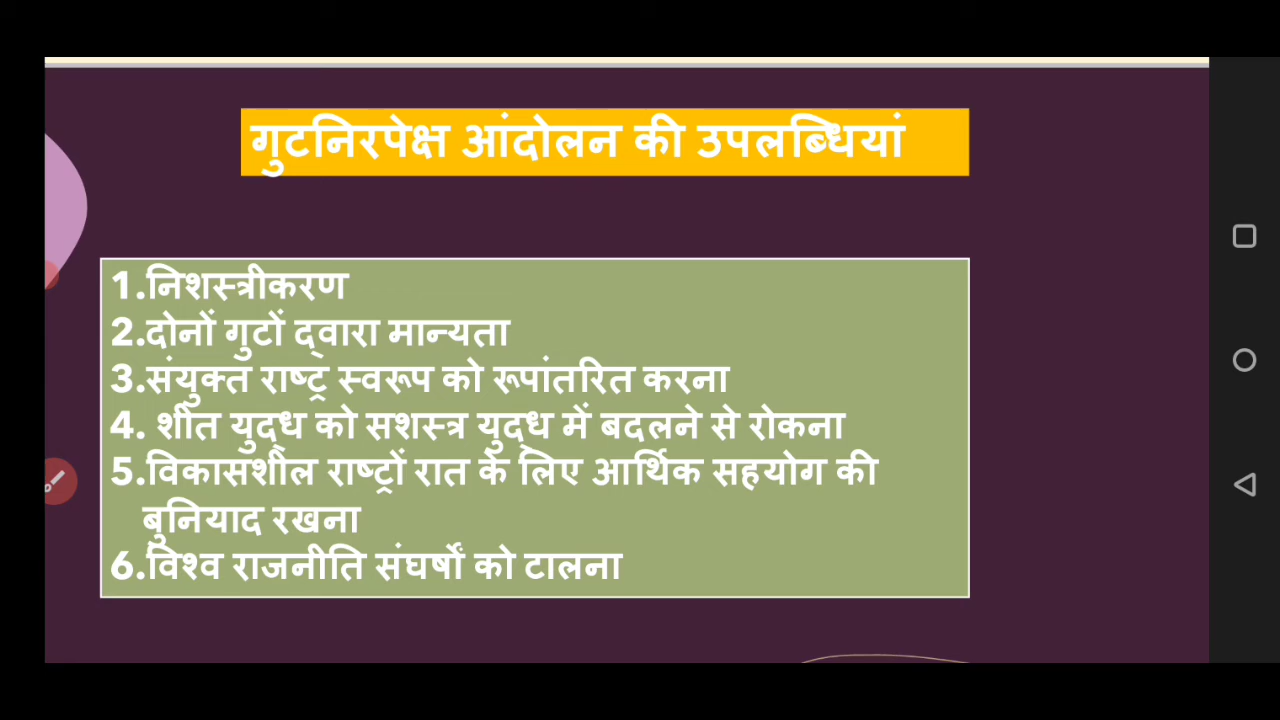 गुटनिरपेक्ष आंदोलन की उपलब्धियां
1.निशस्त्रीकरण
2.दोनों गुटों द्वारा मान्यता
3.संयुक्त राष्ट्र स्वरूप को रूपांतरित करना
4. शीत युद्ध को सशस्त्र युद्ध में बदलने से रोकना
5.विकासशील राष्ट्रों रात के लिए आर्थिक सहयोग की
बुनियाद रखना
6.विश्व राजनीति संघर्षों को टालना